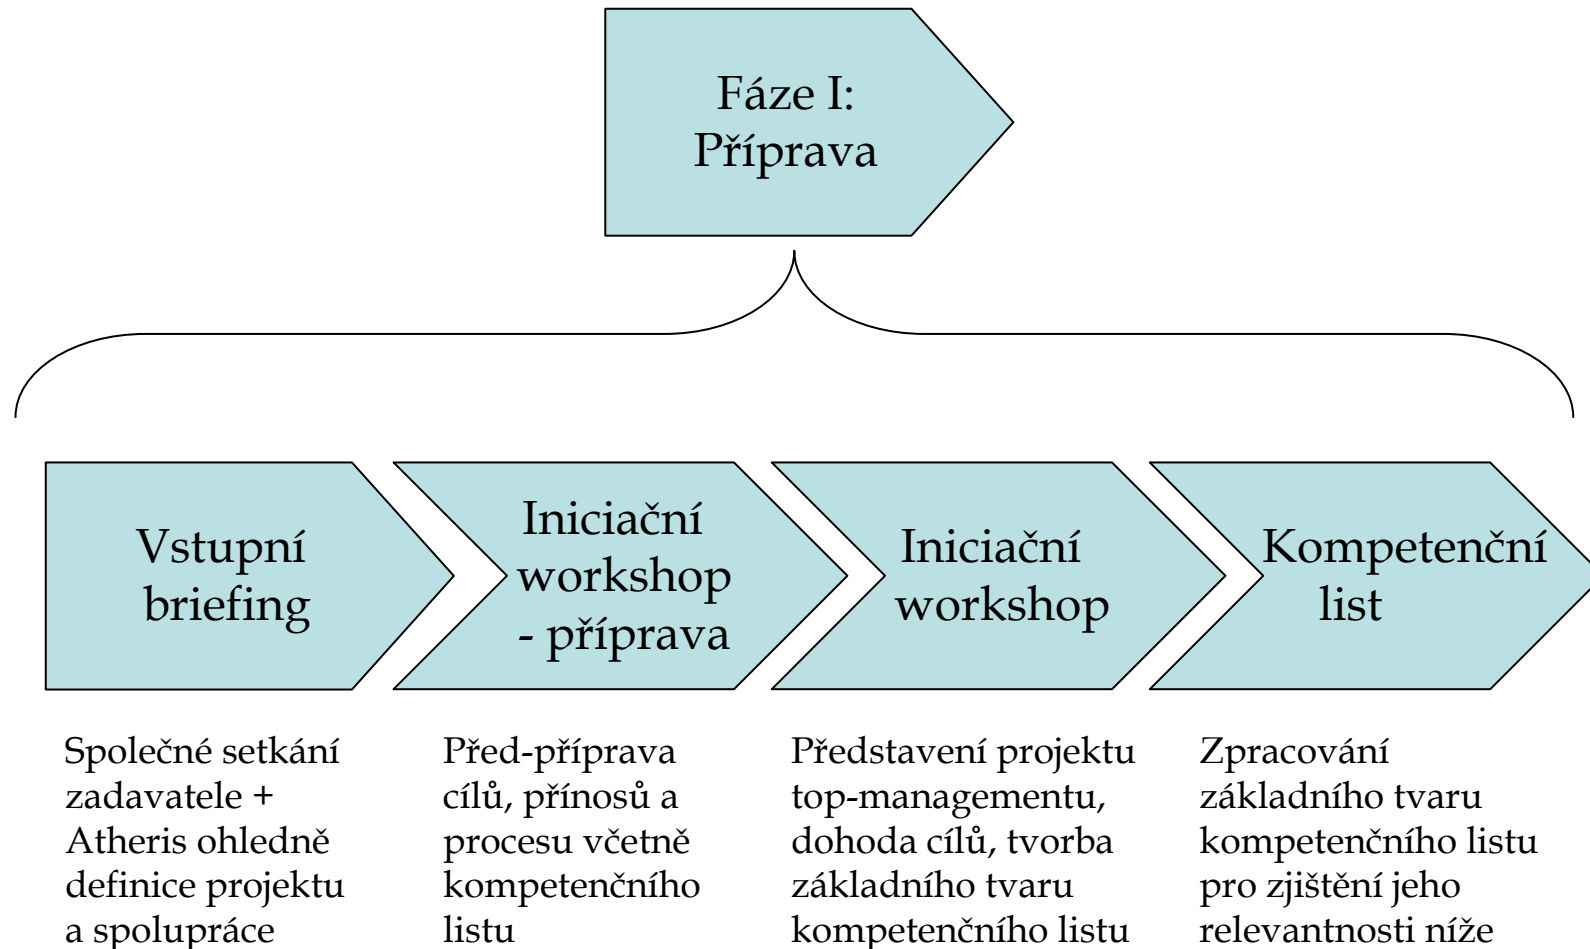 Fáze I:
Příprava
Vstupní
briefing
Iniciační
workshop
- příprava
Iniciační
workshop
Kompetenční
list
Společné setkání
zadavatele +
Atheris ohledně
definice projektu
a spolupráce
Před-příprava
cílů, přínosů a
procesu včetně
kompetenčního
listu
Představení projektu
top-managementu,
dohoda cílů, tvorba
základního tvaru
kompetenčního listu
Zpracování
základního tvaru
kompetenčního listu
pro zjištění jeho
relevantnosti níže